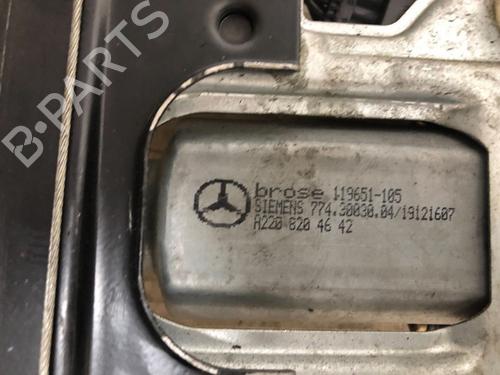 B-PARTS
brose 119651-105
SIEMENS 774.30030.04/19121607
A220 820 46 42